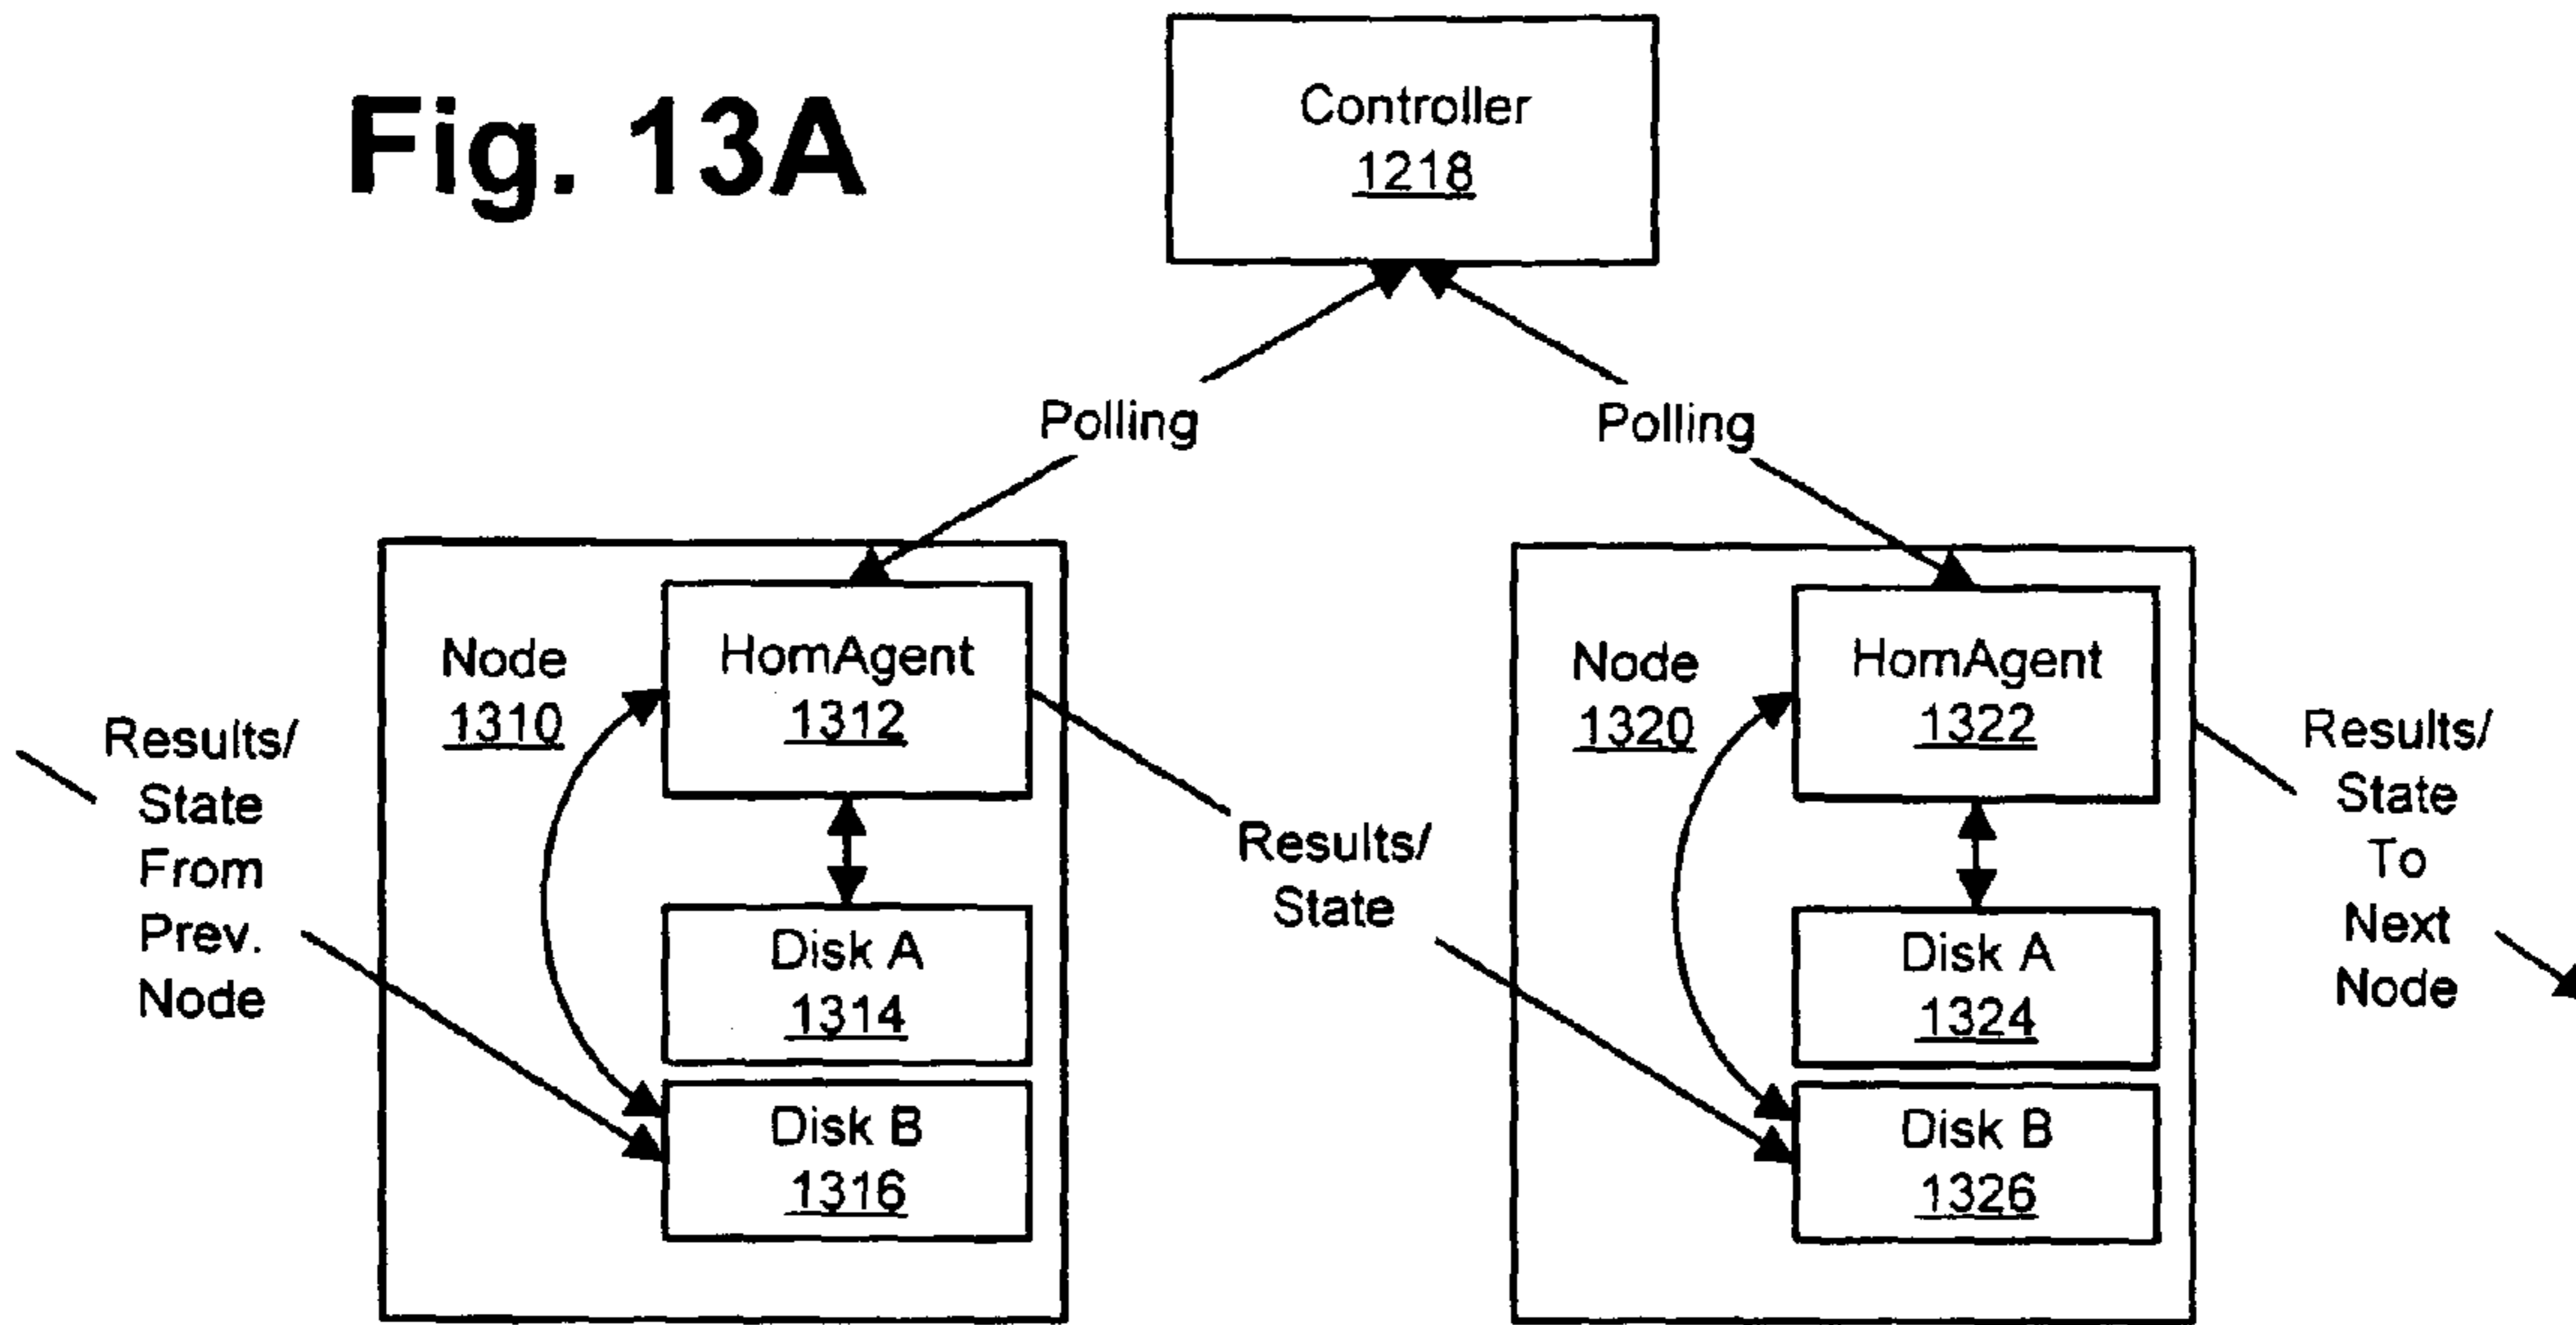 Fig. 13A
Controller
1218
Polling
Polling
Node
1310
HomAgent
1312
Disk A
1314
Disk B
1316
Results/
State
From
Prev.
Node
Results/
State
Node
1320
HomAgent
1322
Disk A
1324
Disk B
1326
Results/
State
To
Next
Node